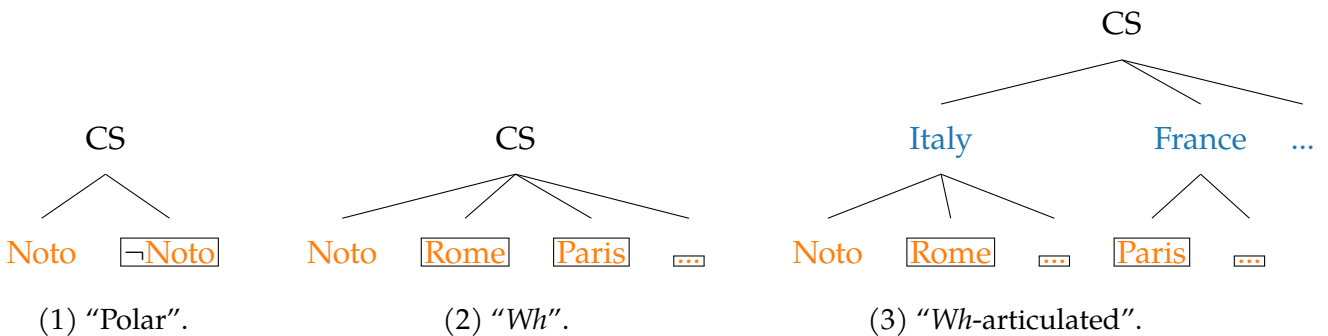 CS
CS
CS
Italy
France
...
Noto
¬Noto
Noto
Rome
Paris
...
Noto
Rome
...
Paris
...
(1) “Polar”.
(2) “Wh”.
(3) “Wh-articulated”.